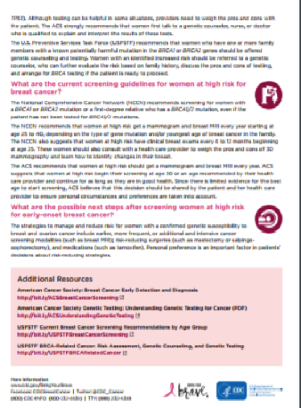 TP53). Although testing can be helpful in some situations, providers need to weigh the pros and cons with
the patient. The ACS strongly recommends that women first talk to a genetic counselor, nurse, or doctor
who is qualified to explain and interpret the results of these tests.
The U.S. Preventive Services Task Force (USPSTF) recommends that women who have one or more family
members with a known potentially harmful mutation in the BRCA1 or BRCA2 genes should be offered
genetic counseling and testing. Women with an identified increased risk should be referred to a genetic
counselor, who can further evaluate the risk based on family history, discuss the pros and cons of testing,
and arrange for BRCA testing if the patient is ready to proceed.
What are the current screening guidelines for women at high risk for
breast cancer?
The National Comprehensive Cancer Network (NCCN) recommends screening for women with
a BRCA1 or BRCA2 mutation or a first-degree relative who has a BRCA1/2 mutation, even if the
patient has not been tested for BRCA1/2 mutations.
The NCCN recommends that women at high risk get a mammogram and breast MRI every year starting at
age 25 to 40, depending on the type of gene mutation and/or youngest age of breast cancer in the family.
The NCCN also suggests that women at high risk have clinical breast exams every 6 to 12 months beginning
at age 25. These women should also consult with a health care provider to weigh the pros and cons of 3D
mammography and learn how to identify changes in their breast.
The ACS recommends that women at high risk should get a mammogram and breast MRI every year. ACS
suggests that women at high risk begin their screening at age 30 or an age recommended by their health
care provider and continue for as long as they are in good health. Since there is limited evidence for the best
age to start screening, ACS believes that this decision should be shared by the patient and her health care
provider to ensure personal circumstances and preferences are taken into account.
What are the possible next steps after screening women at high risk
for early-onset breast cancer?
The strategies to manage and reduce risk for women with a confirmed genetic susceptibility to
breast and ovarian cancer include earlier, more frequent, or additional and intensive cancer
screening modalities (such as breast MRI); risk-reducing surgeries (such as mastectomy or salpingo-
oophorectomy), and medications (such as tamoxifen). Personal preference is an important factor in patients'
decisions about risk-reducing strategies.
Additional Resources
American Cancer Society: Breast Cancer Early Detection and Diagnosis
http://bit.ly/ACSBreastCancerScreening
American Cancer Society Genetic Testing: Understanding Genetic Testing for Cancer (PDF)
http://bit.ly/ACSUnderstandingGeneticTesting
USPSTF Current Breast Cancer Screening Recommendations by Age Group
http://bit.ly/USPSTFBreastCancerScreening
USPSTF BRCA-Related Cancer: Risk Assessment, Genetic Counseling, and Genetic Testing
http://bit.ly/USPSTFBRCARelatedCancer
More Information
brave
CDC